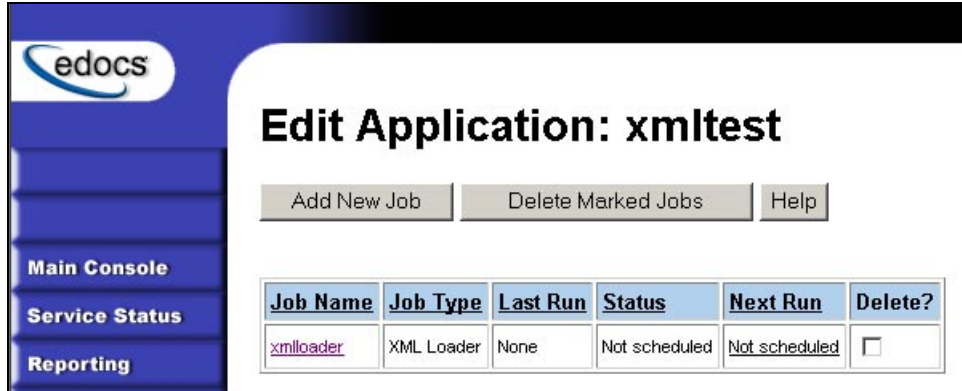 edocs
Edit Application: xmltest
Add New Job Delete Marked Jobs Help
Main Console
Service Status
Reporting
Job Name Job Type Last Run Status Next Run Delete?
xmlloader XML Loader None Not scheduled Not scheduled